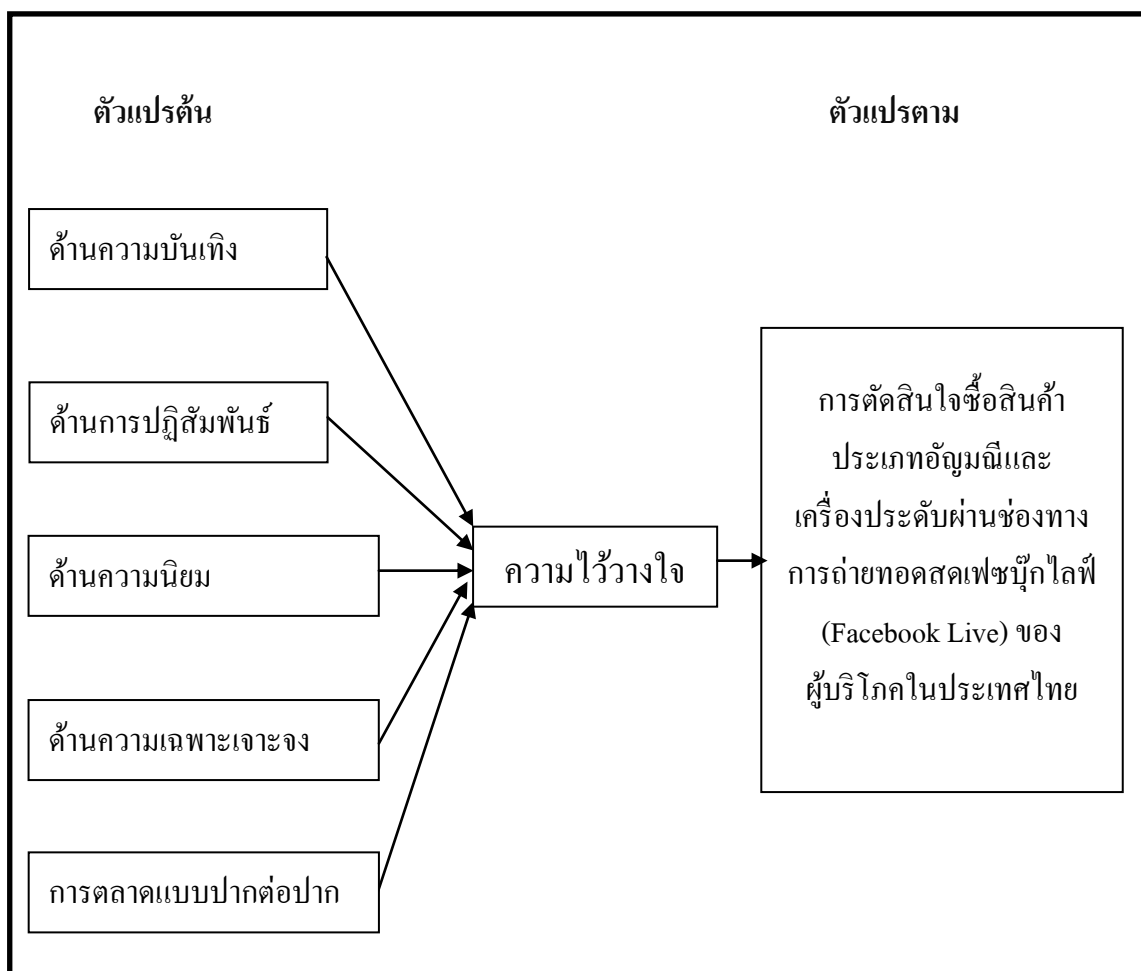 ตัวแปรต้น
ตัวแปรตาม
ด้านความบันเทิง
ด้านการปฏิสัมพันธ์
ด้านความนิยม
ด้านความเฉพาะเจาะจง
การตลาดแบบปากต่อปาก
ความไว้วางใจ
การตัดสินใจซื้อสินค้า
ประเภทอัญมณีและ
เครื่องประดับผ่านช่องทาง
การถ่ายทอดสดเฟซบุ๊กไลฟ์
(Facebook Live) ของ
ผู้บริโภคในประเทศไทย